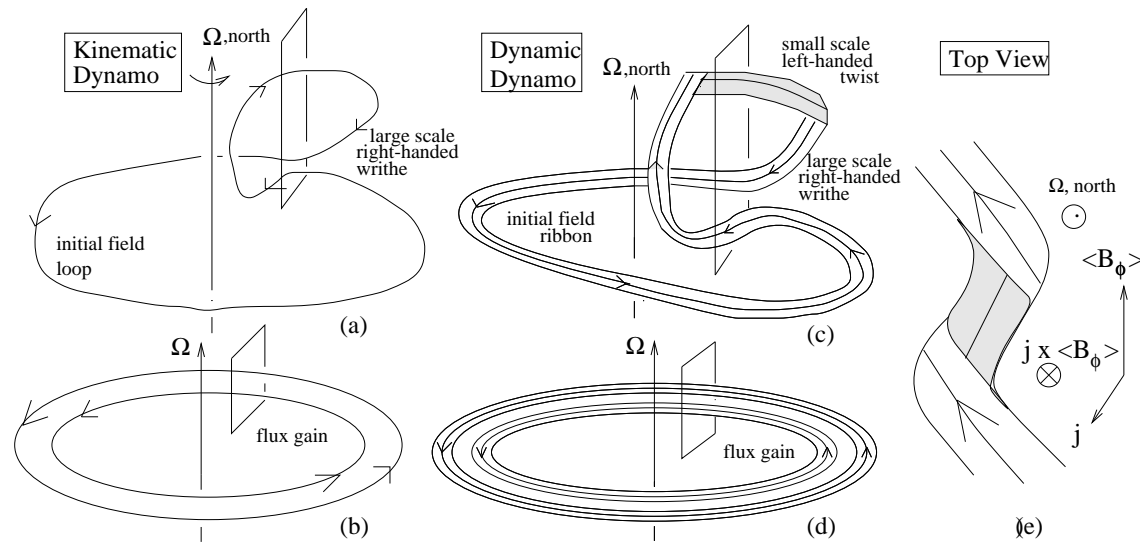 Kinematic
Dynamo
Ω,north
large scale
right-handed
writhe
initial field
loop
(a)
Ω
flux gain
(b)
Dynamic
Dynamo
Ω,north
small scale
left-handed
twist
large scale
right-handed
writhe
initial field
ribbon
(c)
Ω
flux gain
(d)
Top View
Ω, north
<B_ϕ>
j x <B_ϕ>
j
(e)